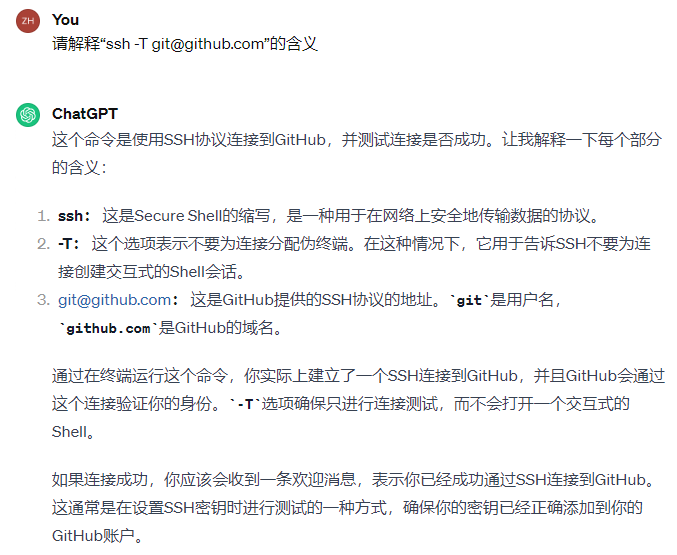 ZH
You
请解释“ssh -T git@github.com”的含义
ChatGPT
这个命令是使用SSH协议连接到GitHub，并测试连接是否成功。让我解释一下每个部分
的含义：
1. ssh： 这是Secure Shell的缩写，是一种用于在网络上安全地传输数据的协议。
2. -T： 这个选项表示不要为连接分配伪终端。在这种情况下，它用于告诉SSH不要为连
接创建交互式的Shell会话。
3. git@github.com： 这是GitHub提供的SSH协议的地址。`git`是用户名，
`github.com`是GitHub的域名。
通过在终端运行这个命令，你实际上建立了一个SSH连接到GitHub，并且GitHub会通过
这个连接验证你的身份。`-T`选项确保只进行连接测试，而不会打开一个交互式的
Shell。
如果连接成功，你应该会收到一条欢迎消息，表示你已经成功通过SSH连接到GitHub。
这通常是在设置SSH密钥时进行测试的一种方式，确保你的密钥已经正确添加到你的
GitHub账户。